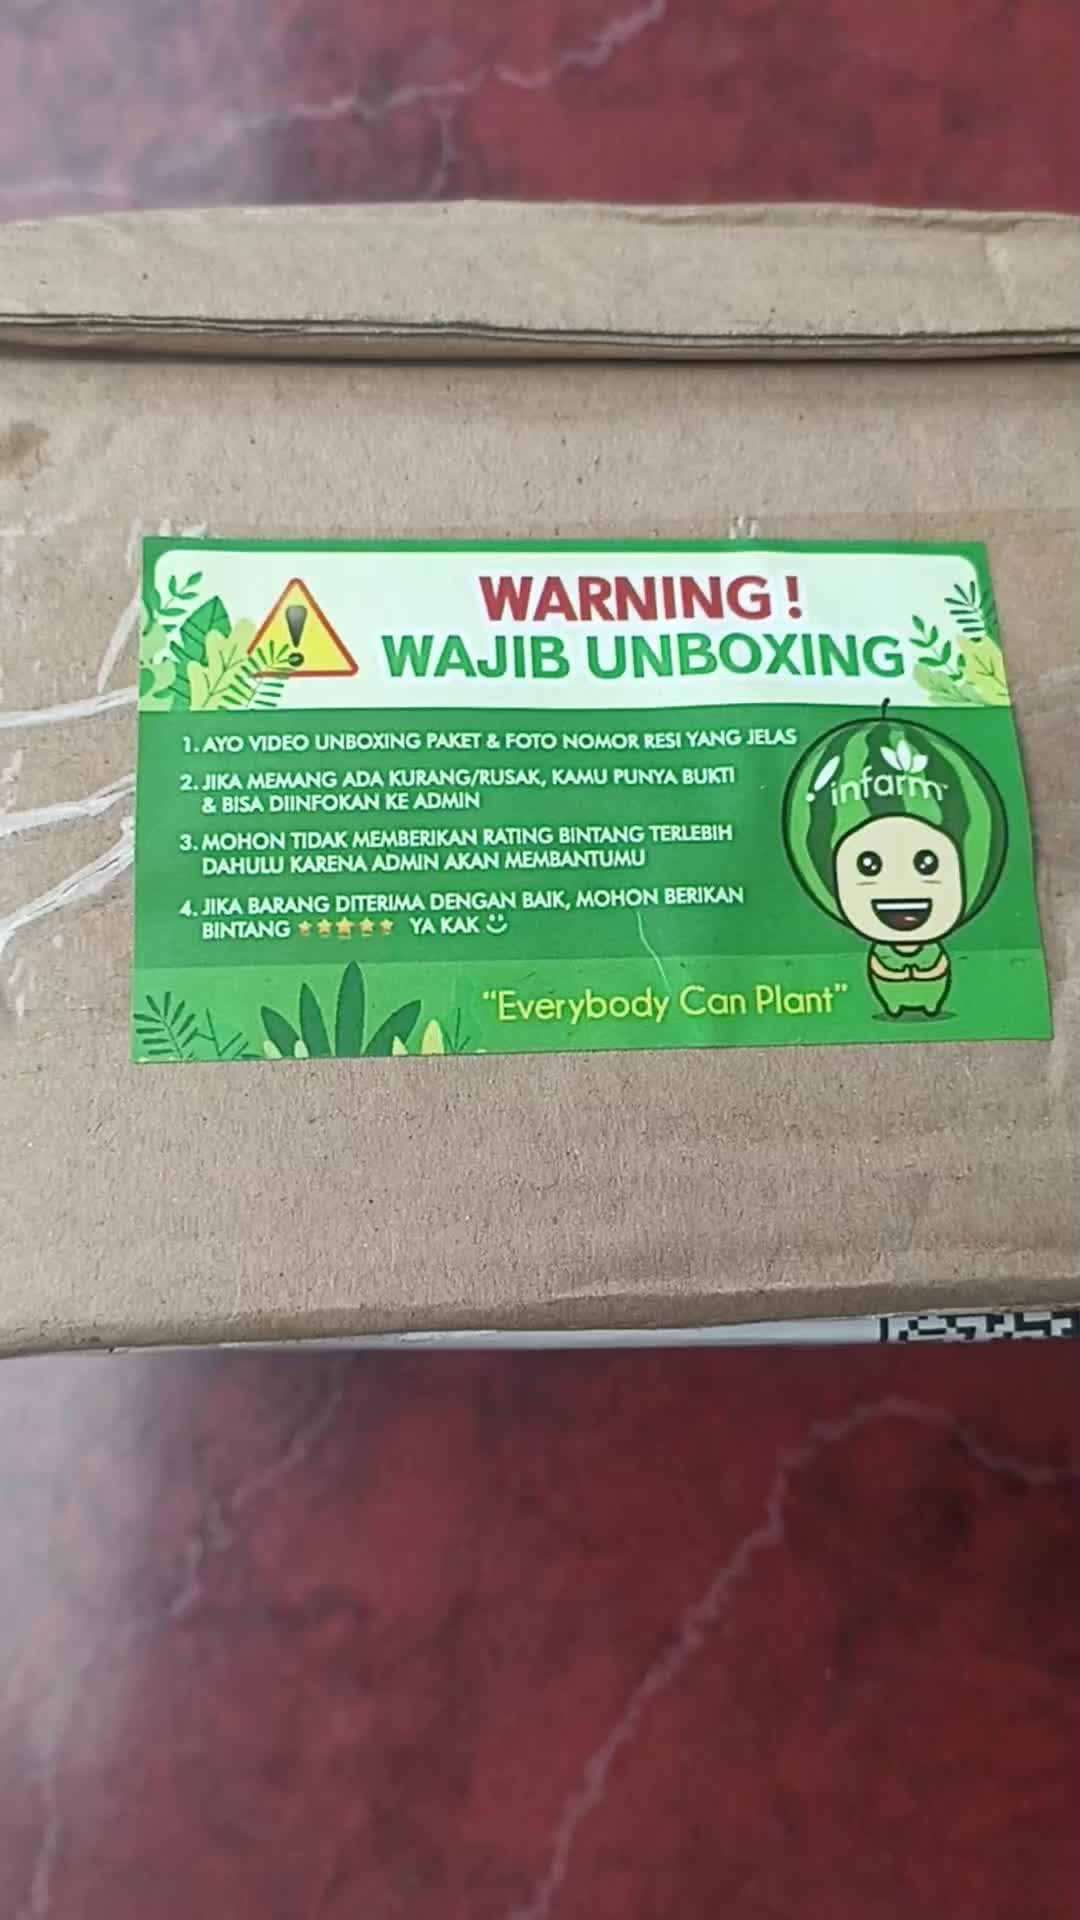 WARNING !
WAJIB UNBOXING
1. AYO VIDEO UNBOXING PAKET & FOTO NOMOR RESI YANG JELAS
2. JIKA MEMANG ADA KURANG/RUSAK, KAMU PUNYA BUKTI
& BISA DIINFOKAN KE ADMIN
3. MOHON TIDAK MEMBERIKAN RATING BINTANG TERLEBIH
DAHULU KARENA ADMIN AKAN MEMBANTUMU
4. JIKA BARANG DITERIMA DENGAN BAIK, MOHON BERIKAN
BINTANG ⭐⭐⭐⭐⭐ YA KAK
infarm™
"Everybody Can Plant"